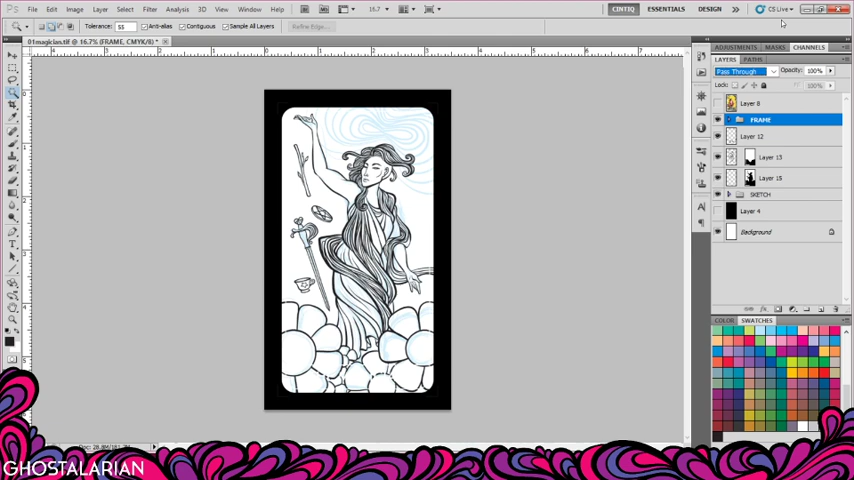 Ps File Edit Image Layer Select Analysis Filter 3D View Window Help 16.7 CINTIQ ESSENTIALS DESIGN CS Live
Tolerance: 55 Anti-alias Contiguous Sample All Layers Refine Edge...
01magician.tif @ 16.7% (FRAME, CMYK/8) *
ADJUSTMENTS MASKS CHANNELS
LAYERS PATHS
Pass Through Opacity: 100%
Lock: 100%
Layer 8
FRAME
Layer 12
Layer 13
Layer 15
SKETCH
Layer 4
Background
COLOR SWATCHES
GHOSTALARIAN